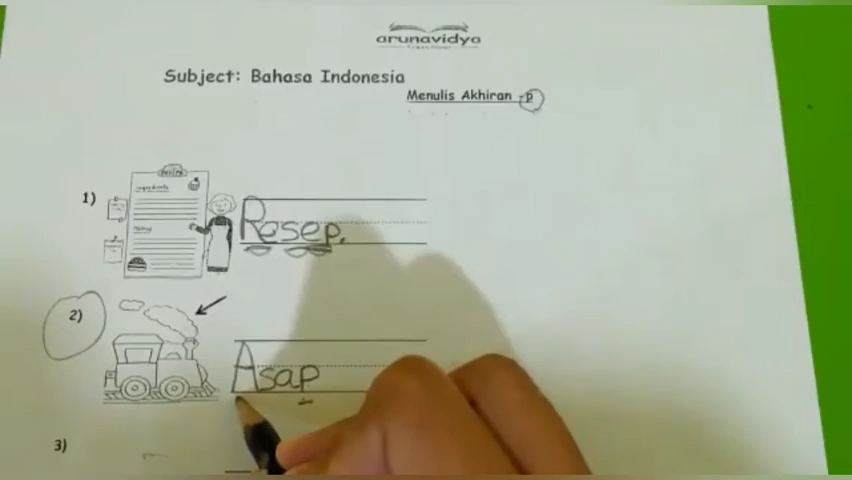 arunavidya
Subject: Bahasa Indonesia
Menulis Akhiran -p
1)
Resep.
2)
Asap
3)